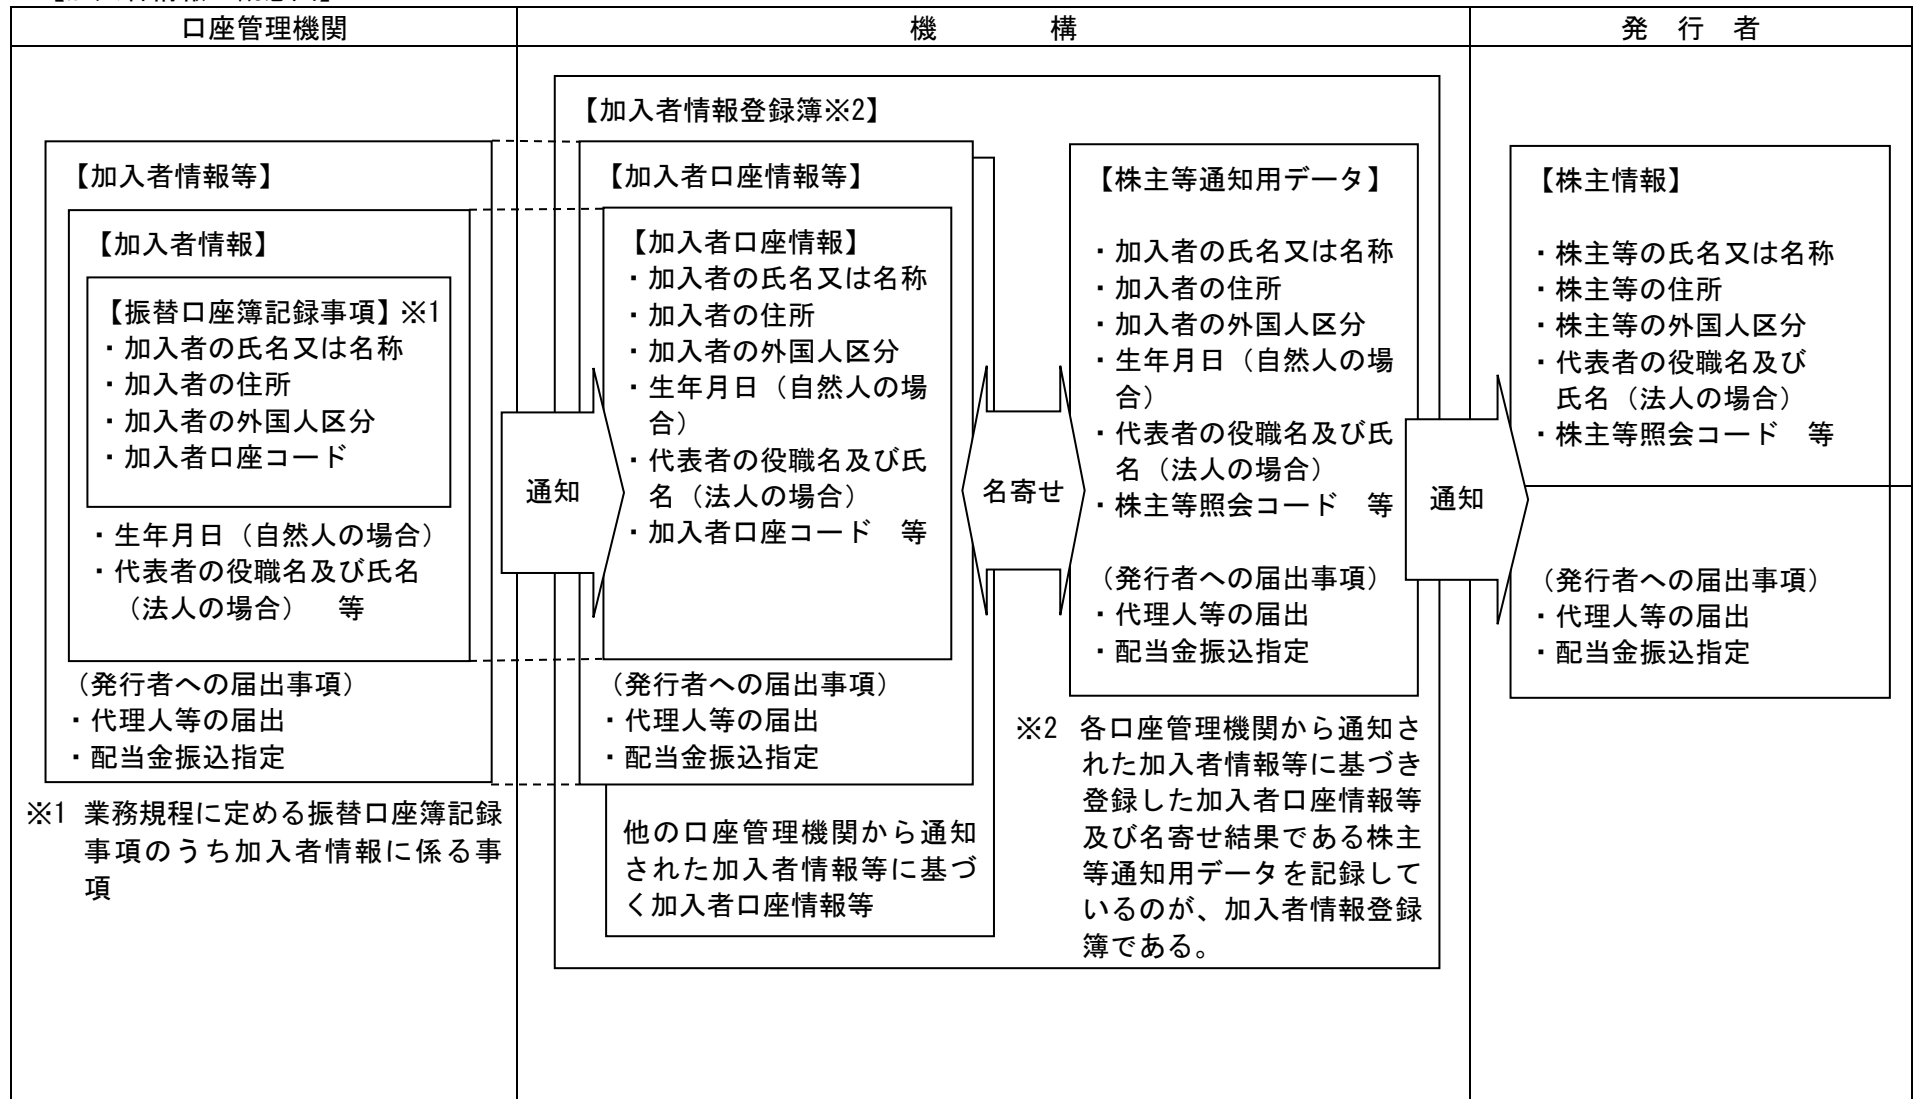 口座管理機関
機　構
発　行　者
【加入者情報等】
【加入者情報】
【振替口座簿記録事項】※1
・加入者の氏名又は名称
・加入者の住所
・加入者の外国人区分
・加入者口座コード
・生年月日（自然人の場合）
・代表者の役職名及び氏名
（法人の場合）　等
（発行者への届出事項）
・代理人等の届出
・配当金振込指定
※1 業務規程に定める振替口座簿記録
事項のうち加入者情報に係る事
項
通知
【加入者情報登録簿※2】
【加入者口座情報等】
【加入者口座情報】
・加入者の氏名又は名称
・加入者の住所
・加入者の外国人区分
・生年月日（自然人の場
合）
・代表者の役職名及び氏
名（法人の場合）
・加入者口座コード　等
（発行者への届出事項）
・代理人等の届出
・配当金振込指定
他の口座管理機関から通知
された加入者情報等に基づ
く加入者口座情報等
名寄せ
【株主等通知用データ】
・加入者の氏名又は名称
・加入者の住所
・加入者の外国人区分
・生年月日（自然人の場
合）
・代表者の役職名及び氏
名（法人の場合）
・株主等照会コード　等
（発行者への届出事項）
・代理人等の届出
・配当金振込指定
※2 各口座管理機関から通知さ
れた加入者情報等に基づき
登録した加入者口座情報等
及び名寄せ結果である株主
等通知用データを記録して
いるのが、加入者情報登録
簿である。
通知
【株主情報】
・株主等の氏名又は名称
・株主等の住所
・株主等の外国人区分
・代表者の役職名及び
氏名（法人の場合）
・株主等照会コード　等
（発行者への届出事項）
・代理人等の届出
・配当金振込指定